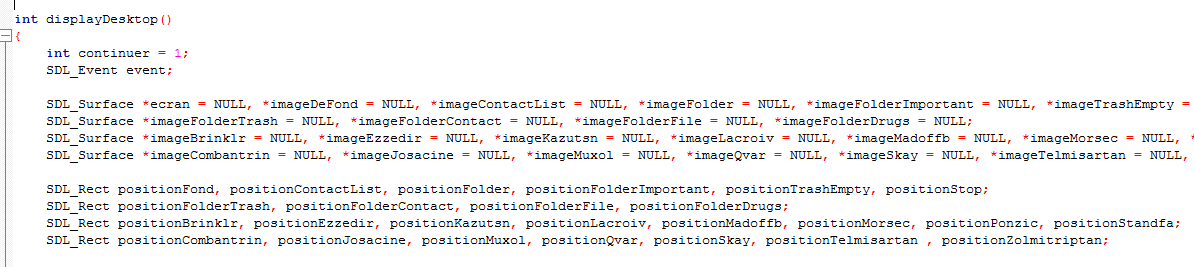 int displayDesktop()
{
int continuer = 1;
SDL_Event event;
SDL_Surface *ecran = NULL, *imageDeFond = NULL, *imageContactList = NULL, *imageFolder = NULL, *imageFolderImportant = NULL, *imageTrashEmpty =
SDL_Surface *imageFolderTrash = NULL, *imageFolderContact = NULL, *imageFolderFile = NULL, *imageFolderDrugs = NULL;
SDL_Surface *imageBrinklr = NULL, *imageEzzedir = NULL, *imageKazutsn = NULL, *imageLacroiv = NULL, *imageMadoffb = NULL, *imageMorsec = NULL, *
SDL_Surface *imageCombantrin = NULL, *imageJosacine = NULL, *imageMuxol = NULL, *imageQvar = NULL, *imageSkay = NULL, *imageTelmisartan = NULL,
SDL_Rect positionFond, positionContactList, positionFolder, positionFolderImportant, positionTrashEmpty, positionStop;
SDL_Rect positionFolderTrash, positionFolderContact, positionFolderFile, positionFolderDrugs;
SDL_Rect positionBrinklr, positionEzzedir, positionKazutsn, positionLacroiv, positionMadoffb, positionMorsec, positionPonzic, positionStandfa;
SDL_Rect positionCombantrin, positionJosacine, positionMuxol, positionQvar, positionSkay, positionTelmisartan , positionZolmitriptan;